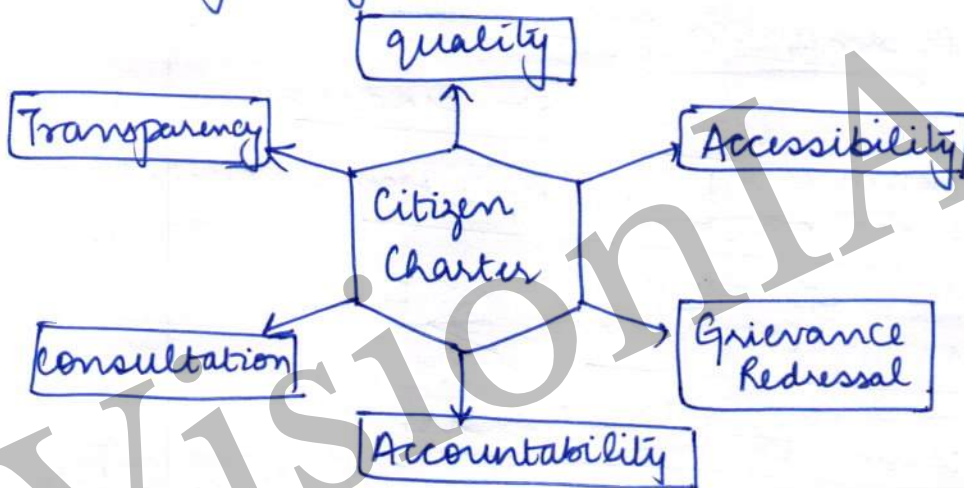 quality
Transparency
Accessibility
Citizen
Charter
Consultation
Grievance
Redressal
Accountability
VisionIA